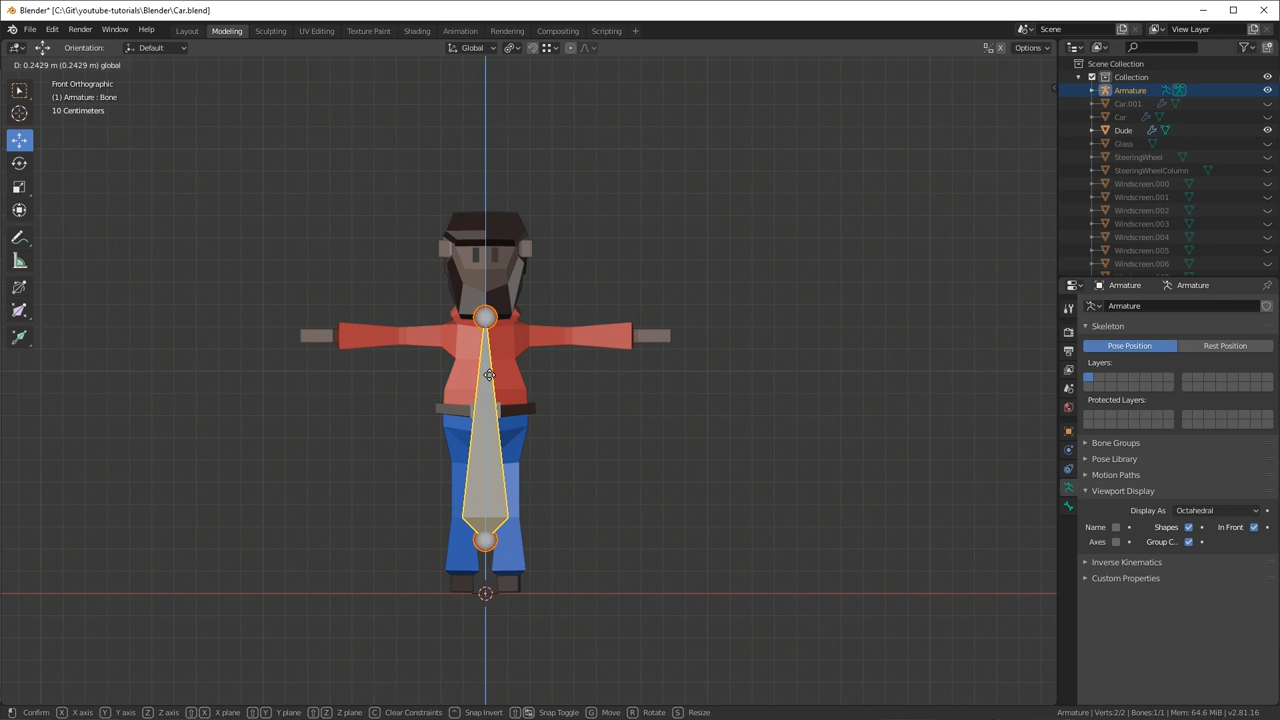 Blender* [C:\Git\youtube-tutorials\Blender\Car.blend]
File Edit Render Window Help Layout Modeling Sculpting UV Editing Texture Paint Shading Animation Rendering Compositing Scripting + Scene View Layer
Orientation: Default Global X Options
D: 0.2429 m (0.2429 m) global
Front Orthographic
(1) Armature : Bone
10 Centimeters
Scene Collection
Collection
Armature
Car.001
Car
Dude
Glass
SteeringWheel
SteeringWheelColumn
Windscreen.000
Windscreen.001
Windscreen.002
Windscreen.003
Windscreen.004
Windscreen.005
Windscreen.006
Armature Armature
Armature
Skeleton
Pose Position Rest Position
Layers:
Protected Layers:
Bone Groups
Pose Library
Motion Paths
Viewport Display
Display As Octahedral
Name Shapes In Front
Axes Group C..
Inverse Kinematics
Custom Properties
Confirm X X axis Y Y axis Z Z axis X X plane Y Y plane Z Z plane C Clear Constraints Snap Invert Snap Toggle G Move R Rotate S Resize Armature | Verts:2/2 | Bones:1/1 | Mem: 64.6 MiB | v2.81.16